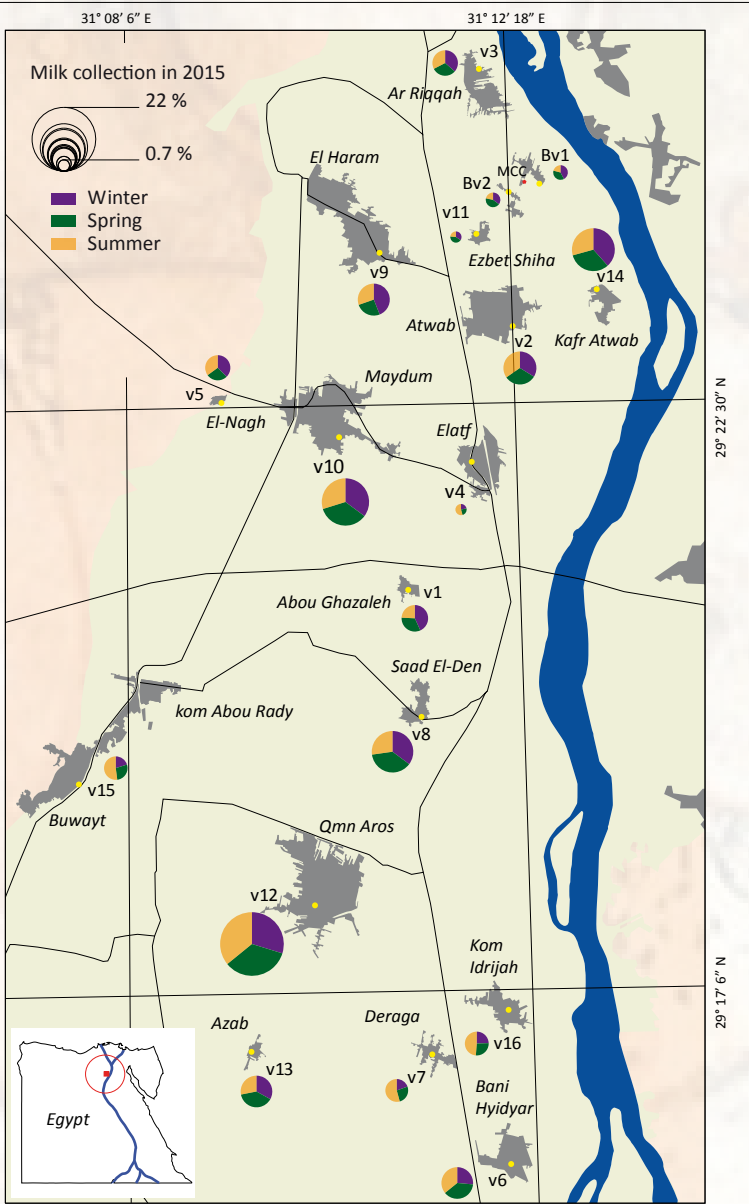 31° 08′ 6″ E
31° 12′ 18″ E
Milk collection in 2015
22 %
0.7 %
Winter
Spring
Summer
v3
Ar Riqqah
El Haram
MCC
Bv1
Bv2
v11
Ezbet Shiha
v9
v14
Atwab
v2
Kafr Atwab
Maydum
v5
El-Nagh
Elatf
29° 22′ 30″ N
v10
v4
v1
Abou Ghazaleh
Saad El-Den
kom Abou Rady
v8
v15
Buwayt
Qmn Aros
v12
Kom
Idrijah
29° 17′ 6″ N
Azab
Deraga
v16
v13
v7
Bani
Hyidyar
Egypt
v6